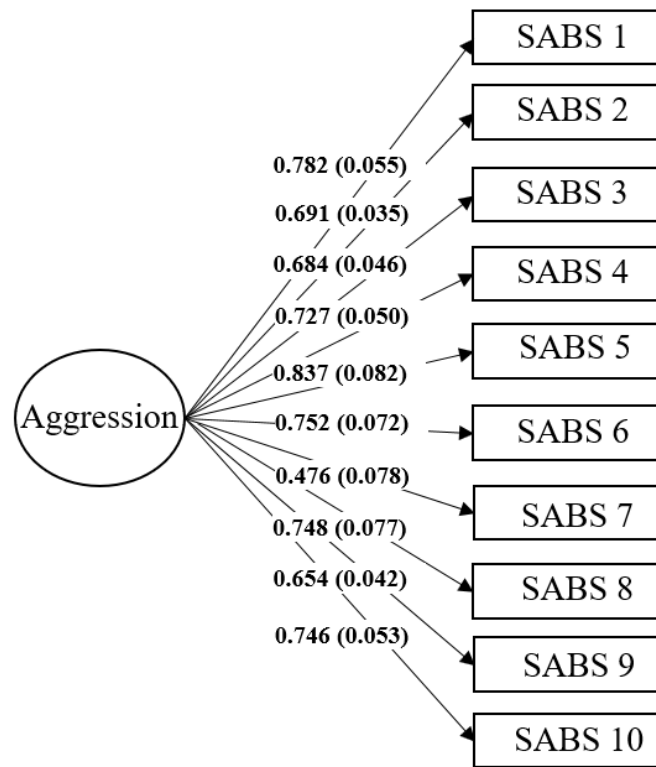 SABS 1
SABS 2
SABS 3
SABS 4
SABS 5
SABS 6
SABS 7
SABS 8
SABS 9
SABS 10
0.782 (0.055)
0.691 (0.035)
0.684 (0.046)
0.727 (0.050)
0.837 (0.082)
0.752 (0.072)
0.476 (0.078)
0.748 (0.077)
0.654 (0.042)
0.746 (0.053)
Aggression